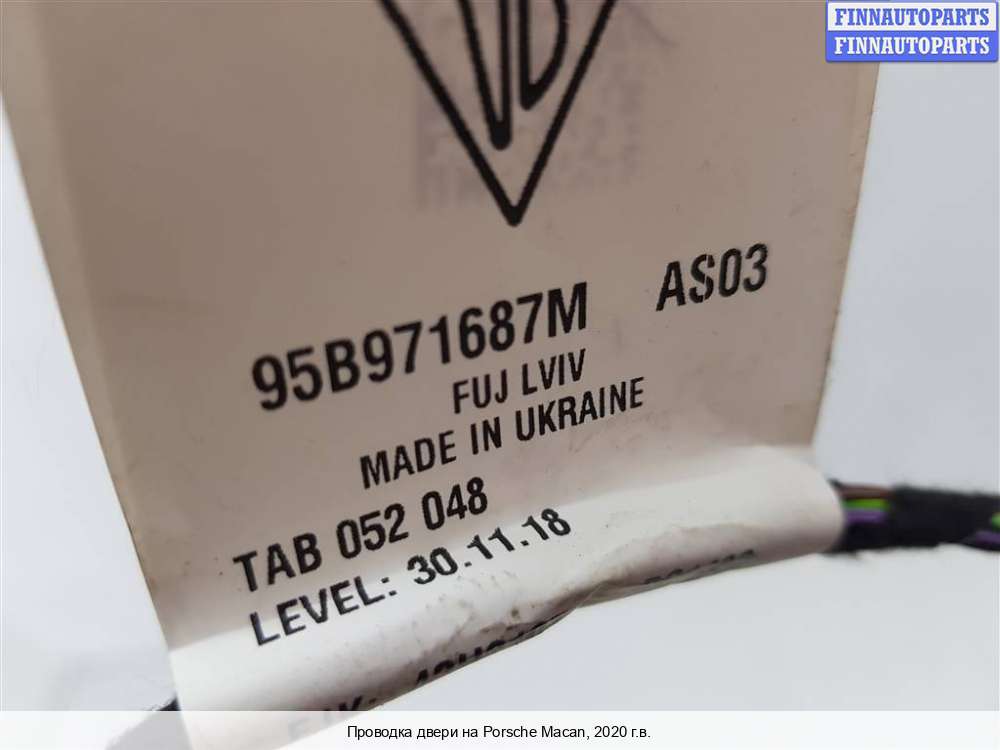 FINNAUTOPARTS
FINNAUTOPARTS
95B971687M AS03
FUJ LVIV
MADE IN UKRAINE
TAB 052 048
LEVEL: 30.11.18
Проводка двери на Porsche Macan, 2020 г.в.